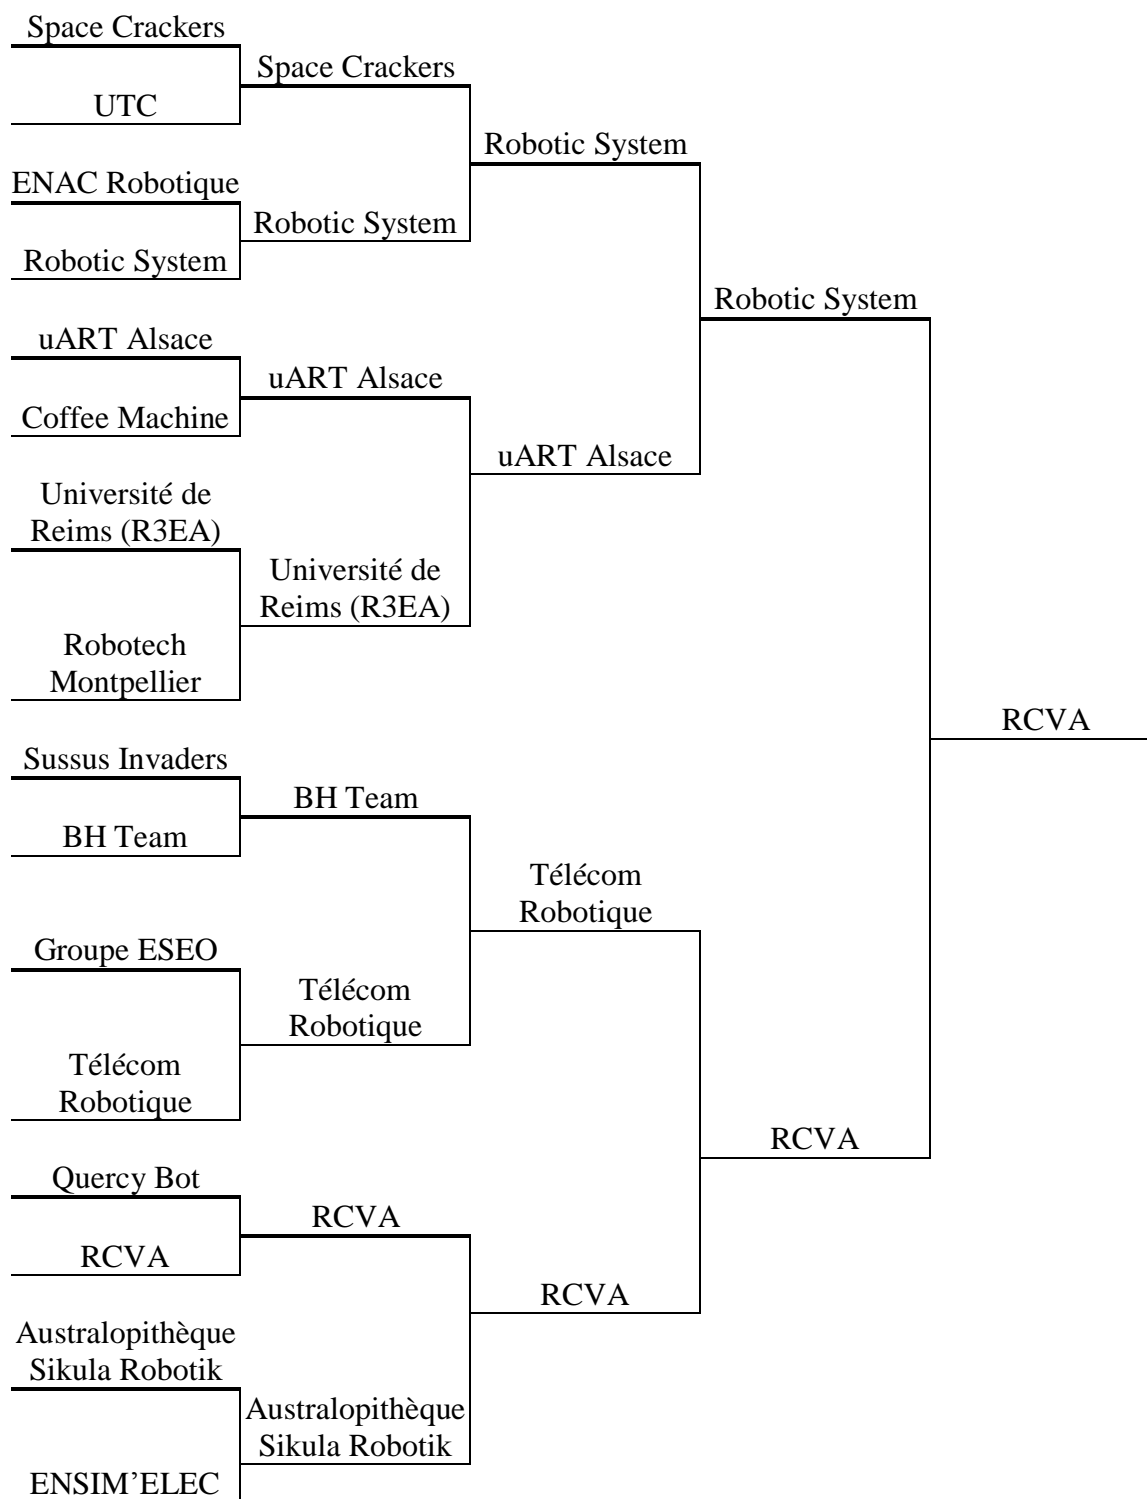 Space Crackers
Space Crackers
UTC
Robotic System
ENAC Robotique
Robotic System
Robotic System
Robotic System
uART Alsace
uART Alsace
Coffee Machine
uART Alsace
Université de
Reims (R3EA)
Université de
Reims (R3EA)
Robotech
Montpellier
RCVA
Sussus Invaders
BH Team
BH Team
Télécom
Robotique
Groupe ESEO
Télécom
Robotique
Télécom
Robotique
RCVA
Quercy Bot
RCVA
RCVA
RCVA
Australopithèque
Sikula Robotik
Australopithèque
Sikula Robotik
ENSIM’ELEC